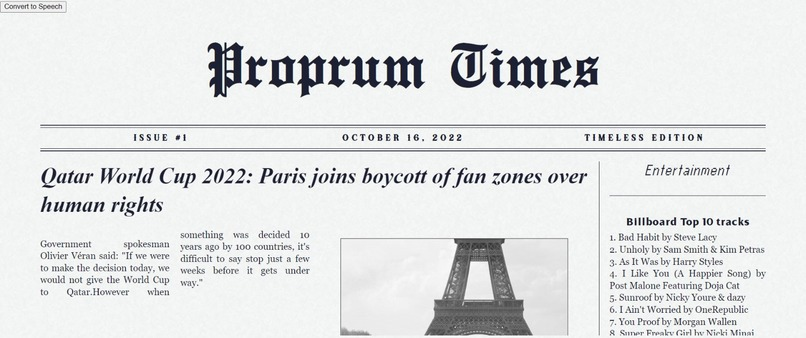 Convert to Speech
Proprum Times
ISSUE #1
OCTOBER 16, 2022
TIMELESS EDITION
Qatar World Cup 2022: Paris joins boycott of fan zones over
human rights
Government spokesman
Olivier Véran said: "If we were
to make the decision today, we
would not give the World Cup
to Qatar.However when
something was decided 10
years ago by 100 countries, it's
difficult to say stop just a few
weeks before it gets under
way."
Entertainment
Billboard Top 10 tracks
1. Bad Habit by Steve Lacy
2. Unholy by Sam Smith & Kim Petras
3. As It Was by Harry Styles
4. I Like You (A Happier Song) by
Post Malone Featuring Doja Cat
5. Sunroof by Nicky Youre & dazy
6. I Ain't Worried by OneRepublic
7. You Proof by Morgan Wallen
8. Super Freaky Girl by Nicki Minaj